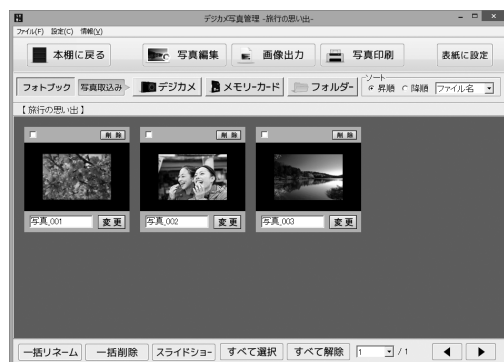 デジカメ写真管理 -旅行の思い出-
ファイル(F) 設定(C) 情報(V)
本棚に戻る 写真編集 画像出力 写真印刷 表紙に設定
フォトブック 写真取込み デジカメ メモリーカード フォルダー ソート 昇順 降順 ファイル名
【 旅行の思い出 】
削除 削除 削除
写真_001 変更 写真_002 変更 写真_003 変更
一括リネーム 一括削除 スライドショー すべて選択 すべて解除 1 / 1